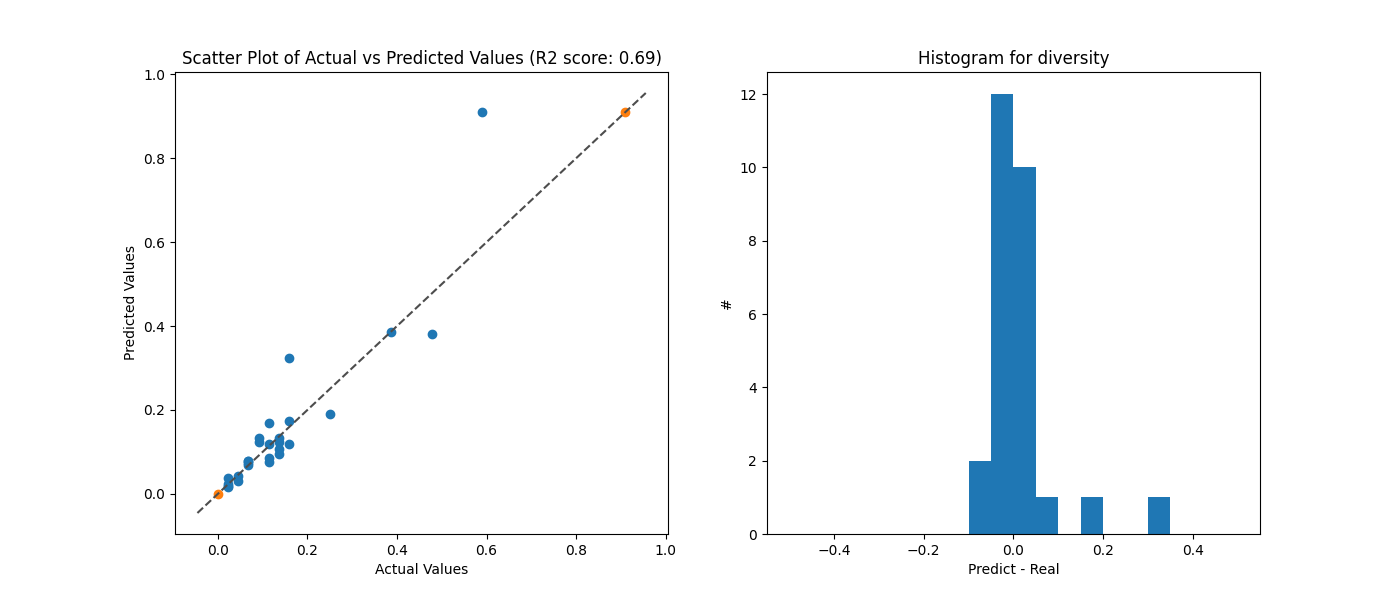 Scatter Plot of Actual vs Predicted Values (R2 score: 0.69)
1.0
0.8
0.6
0.4
0.2
0.0
Predicted Values
0.0 0.2 0.4 0.6 0.8 1.0
Actual Values
Histogram for diversity
12
10
8
6
4
2
0
#
−0.4 −0.2 0.0 0.2 0.4
Predict - Real